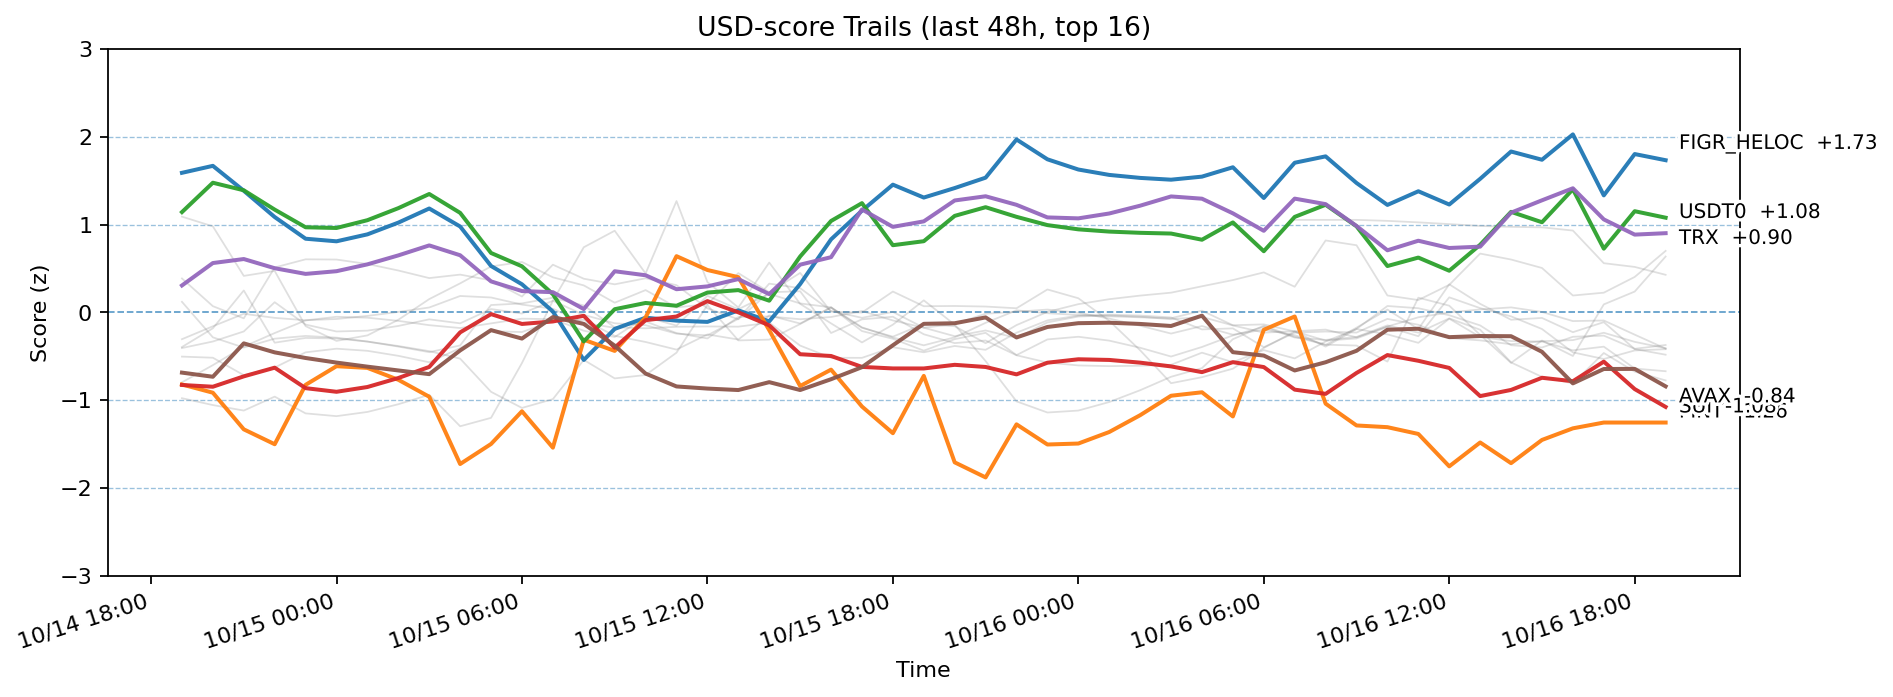 USD-score Trails (last 48h, top 16)
Score (z)
3
2
1
0
−1
−2
−3
FIGR_HELOC +1.73
USDT0 +1.08
TRX +0.90
AVAX -0.84
SUI
10/14 18:00
10/15 00:00
10/15 06:00
10/15 12:00
10/15 18:00
10/16 00:00
10/16 06:00
10/16 12:00
10/16 18:00
Time